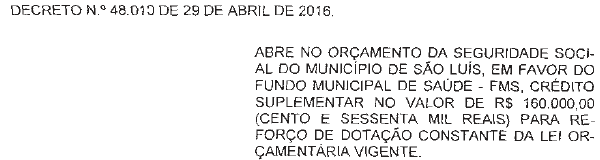 DECRETO N.º 48.010 DE 29 DE ABRIL DE 2016.
ABRE NO ORÇAMENTO DA SEGURIDADE SOCI-
AL DO MUNICÍPIO DE SÃO LUÍS, EM FAVOR DO
FUNDO MUNICIPAL DE SAÚDE - FMS, CRÉDITO
SUPLEMENTAR NO VALOR DE R$ 160.000,00
(CENTO E SESSENTA MIL REAIS) PARA RE-
FORÇO DE DOTAÇÃO CONSTANTE DA LEI OR-
ÇAMENTÁRIA VIGENTE.